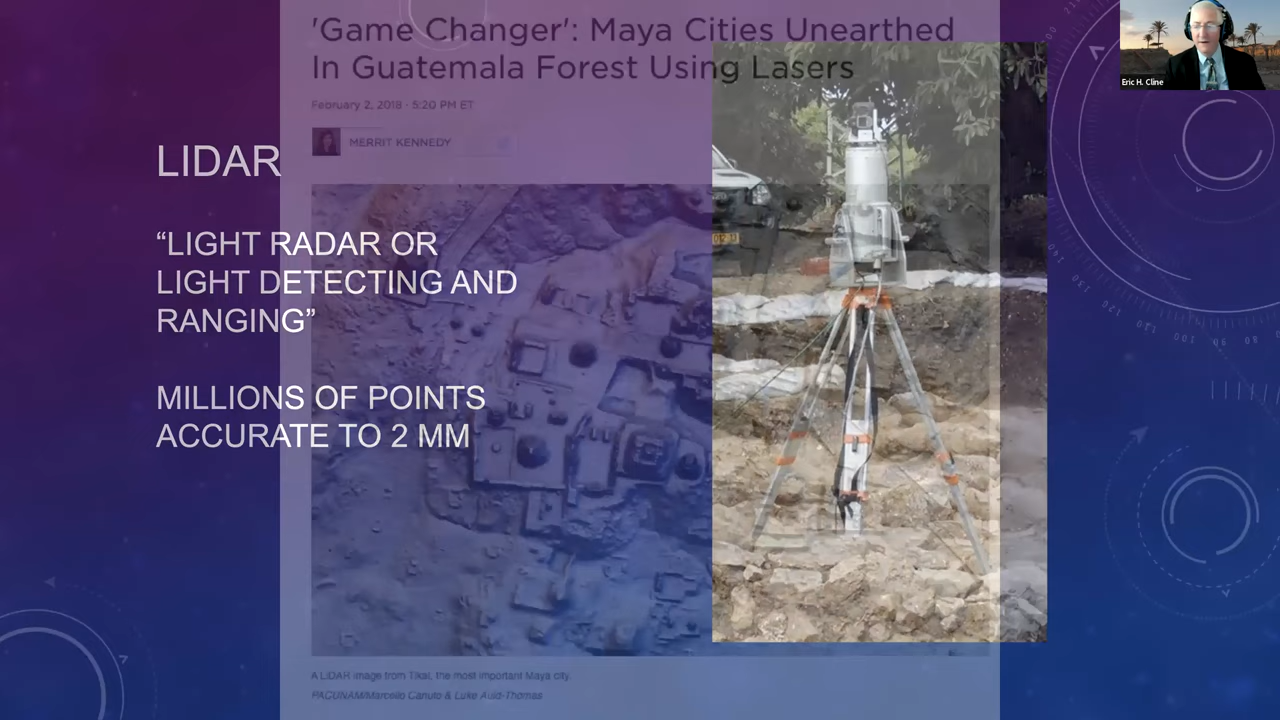 'Game Changer': Maya Cities Unearthed
In Guatemala Forest Using Lasers
February 2, 2018 · 5:20 PM ET
MERRIT KENNEDY
Eric H. Cline
LIDAR
“LIGHT RADAR OR
LIGHT DETECTING AND
RANGING”
MILLIONS OF POINTS
ACCURATE TO 2 MM
A LiDAR image from Tikal, the most important Maya city.
PACUNAM/Marcello Canuto & Luke Auld-Thomas